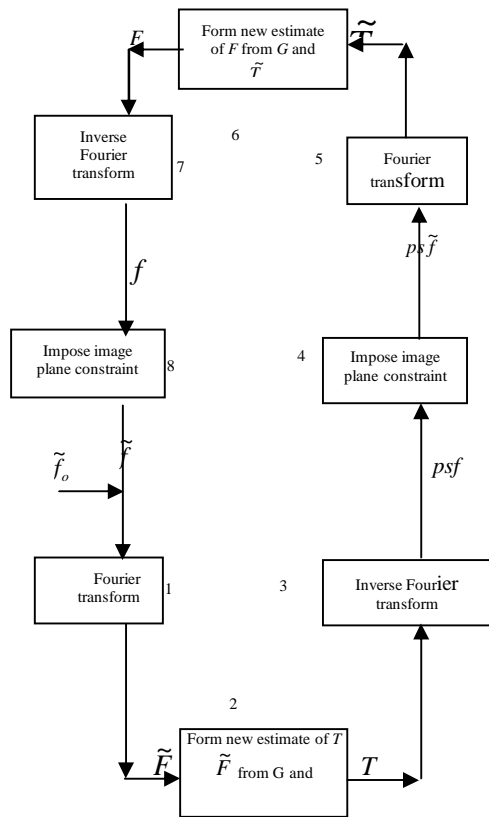 Form new estimate
of F from G and
T̃
F
T̃
6
Inverse
Fourier
transform
7
5
Fourier
transform
f
psf̃
Impose image
plane constraint
8
4
Impose image
plane constraint
f̃
f̃o
psf
Fourier
transform
1
3
Inverse Fourier
transform
2
Form new estimate of T
F̃ from G and
F̃
T